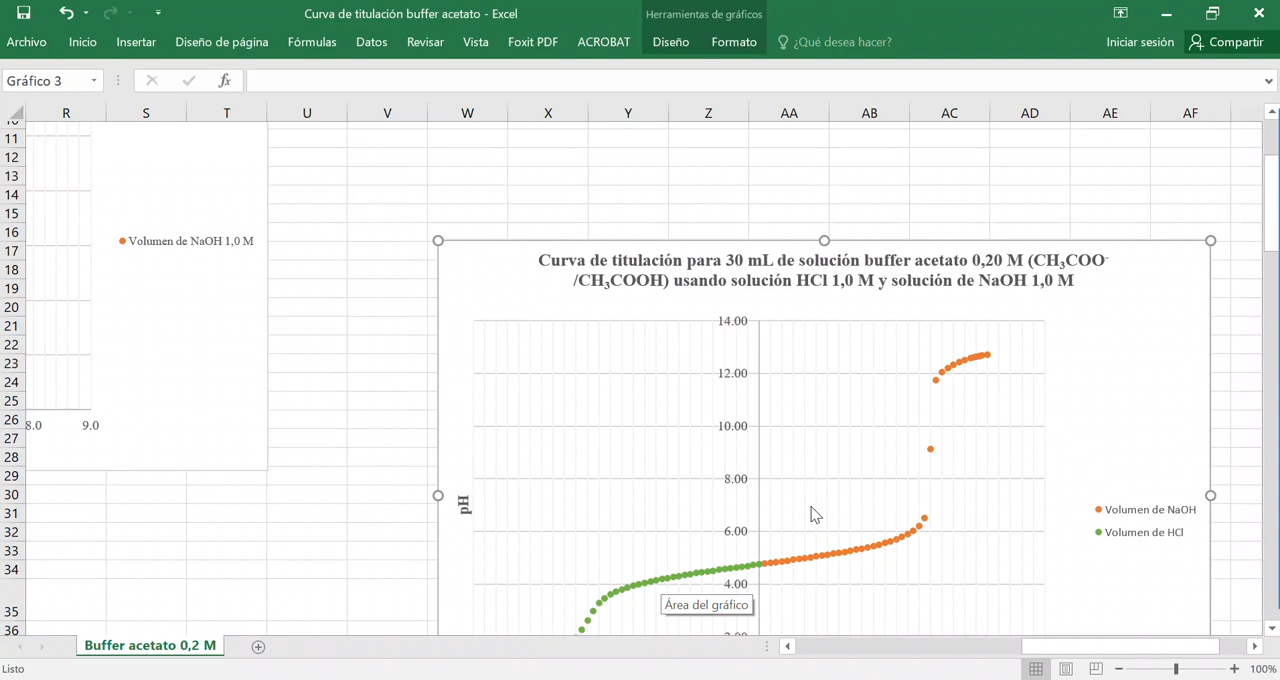 Curva de titulación buffer acetato - Excel
Herramientas de gráficos
Archivo Inicio Insertar Diseño de página Fórmulas Datos Revisar Vista Foxit PDF ACROBAT Diseño Formato ¿Qué desea hacer? Iniciar sesión Compartir
Gráfico 3 fx
R S T U V W X Y Z AA AB AC AD AE AF
11
12
13
14
15
16
17
18
19
20
21
22
23
24
25
26
27
28
29
30
31
32
33
34
35
36
Volumen de NaOH 1,0 M
8.0 9.0
Curva de titulación para 30 mL de solución buffer acetato 0,20 M (CH₃COO⁻
/CH₃COOH) usando solución HCl 1,0 M y solución de NaOH 1,0 M
14.00
12.00
10.00
8.00
6.00
4.00
2.00
pH
Volumen de NaOH
Volumen de HCl
Área del gráfico
Buffer acetato 0,2 M
Listo
100%